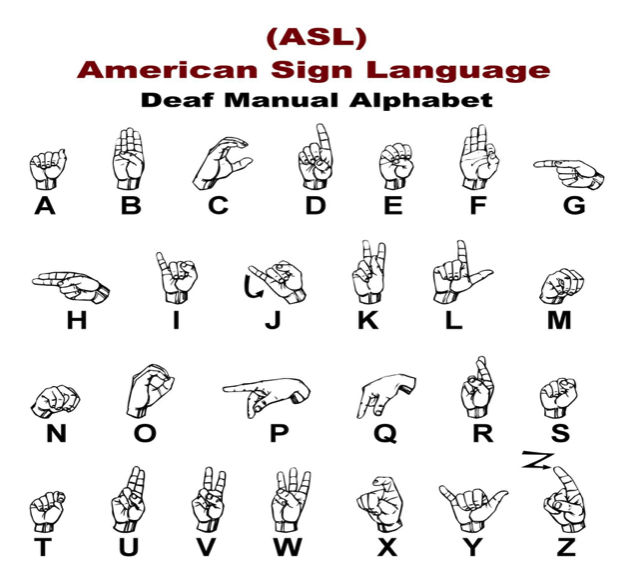 (ASL)
American Sign Language
Deaf Manual Alphabet
A B C D E F G
H I J K L M
N O P Q R S
Z
T U V W X Y Z